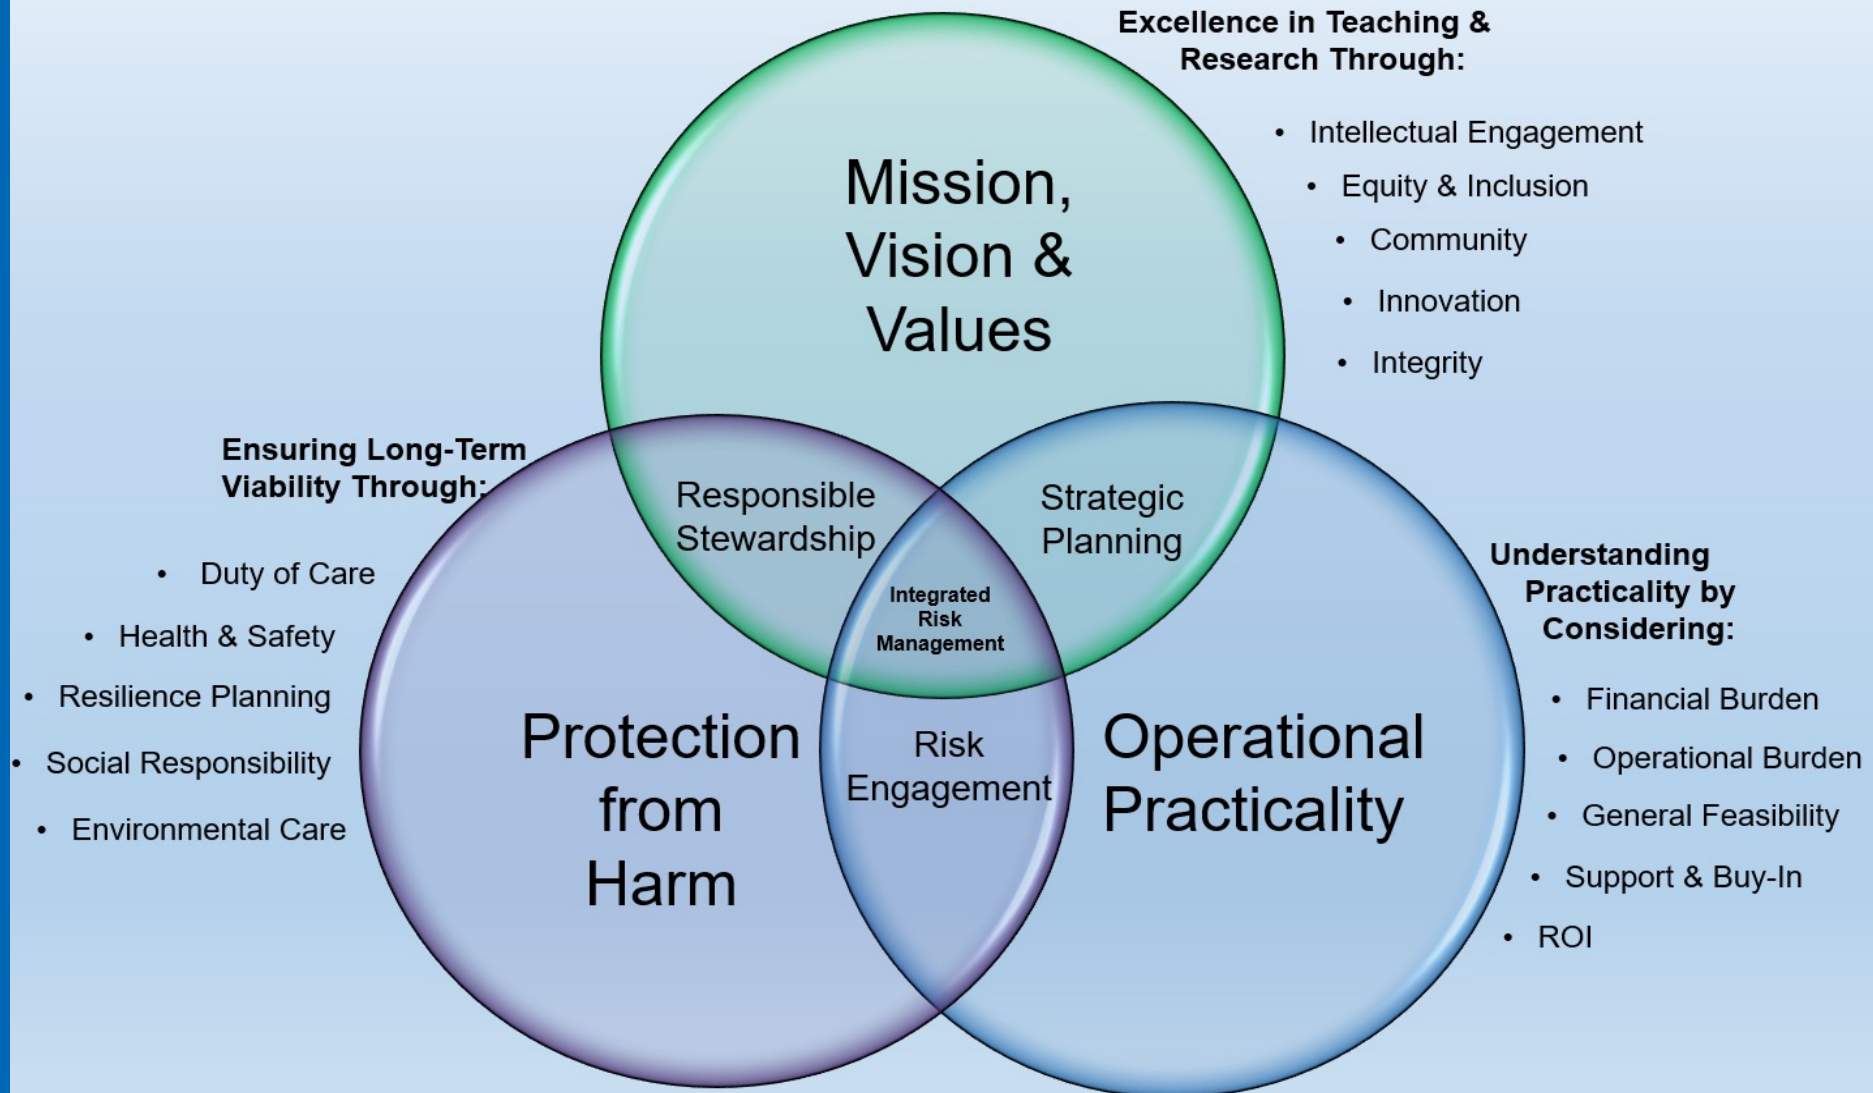 Excellence in Teaching &
Research Through:
• Intellectual Engagement
• Equity & Inclusion
• Community
• Innovation
• Integrity
Mission,
Vision &
Values
Ensuring Long-Term
Viability Through:
• Duty of Care
• Health & Safety
• Resilience Planning
• Social Responsibility
• Environmental Care
Responsible
Stewardship
Strategic
Planning
Integrated
Risk
Management
Protection
from
Harm
Risk
Engagement
Operational
Practicality
Understanding
Practicality by
Considering:
• Financial Burden
• Operational Burden
• General Feasibility
• Support & Buy-In
• ROI